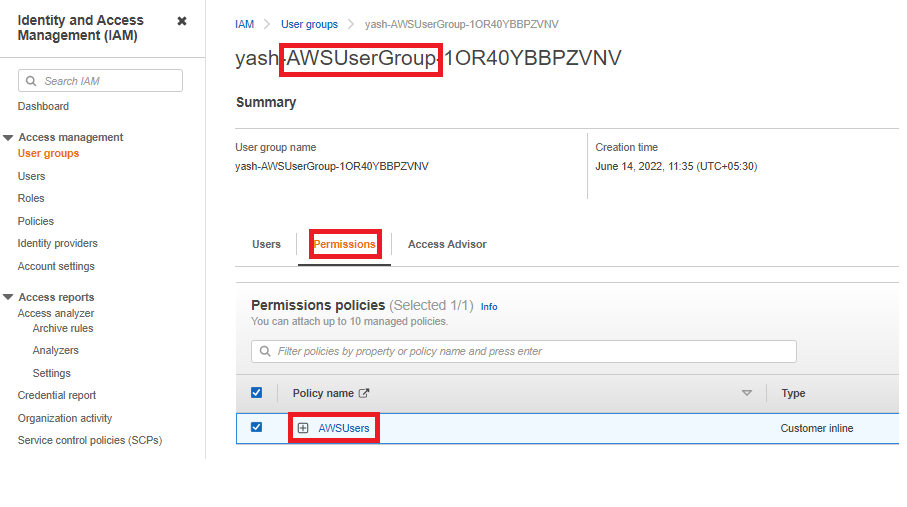 Identity and Access
Management (IAM)
✖
Search IAM
Dashboard
Access management
User groups
Users
Roles
Policies
Identity providers
Account settings
Access reports
Access analyzer
Archive rules
Analyzers
Settings
Credential report
Organization activity
Service control policies (SCPs)
IAM > User groups > yash-AWSUserGroup-1OR40YBBPZVNV
yash-AWSUserGroup-1OR40YBBPZVNV
Summary
User group name
yash-AWSUserGroup-1OR40YBBPZVNV
Creation time
June 14, 2022, 11:35 (UTC+05:30)
Users Permissions Access Advisor
Permissions policies (Selected 1/1) Info
You can attach up to 10 managed policies.
Filter policies by property or policy name and press enter
Policy name Type
AWSUsers Customer inline